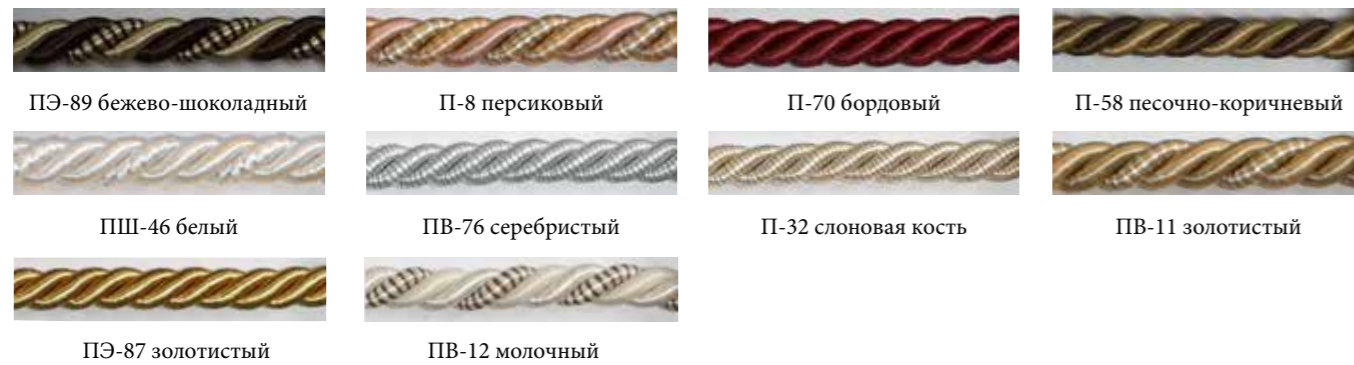 ПЭ-89 бежево-шоколадный
П-8 персиковый
П-70 бордовый
П-58 песочно-коричневый
ПШ-46 белый
ПВ-76 серебристый
П-32 слоновая кость
ПВ-11 золотистый
ПЭ-87 золотистый
ПВ-12 молочный